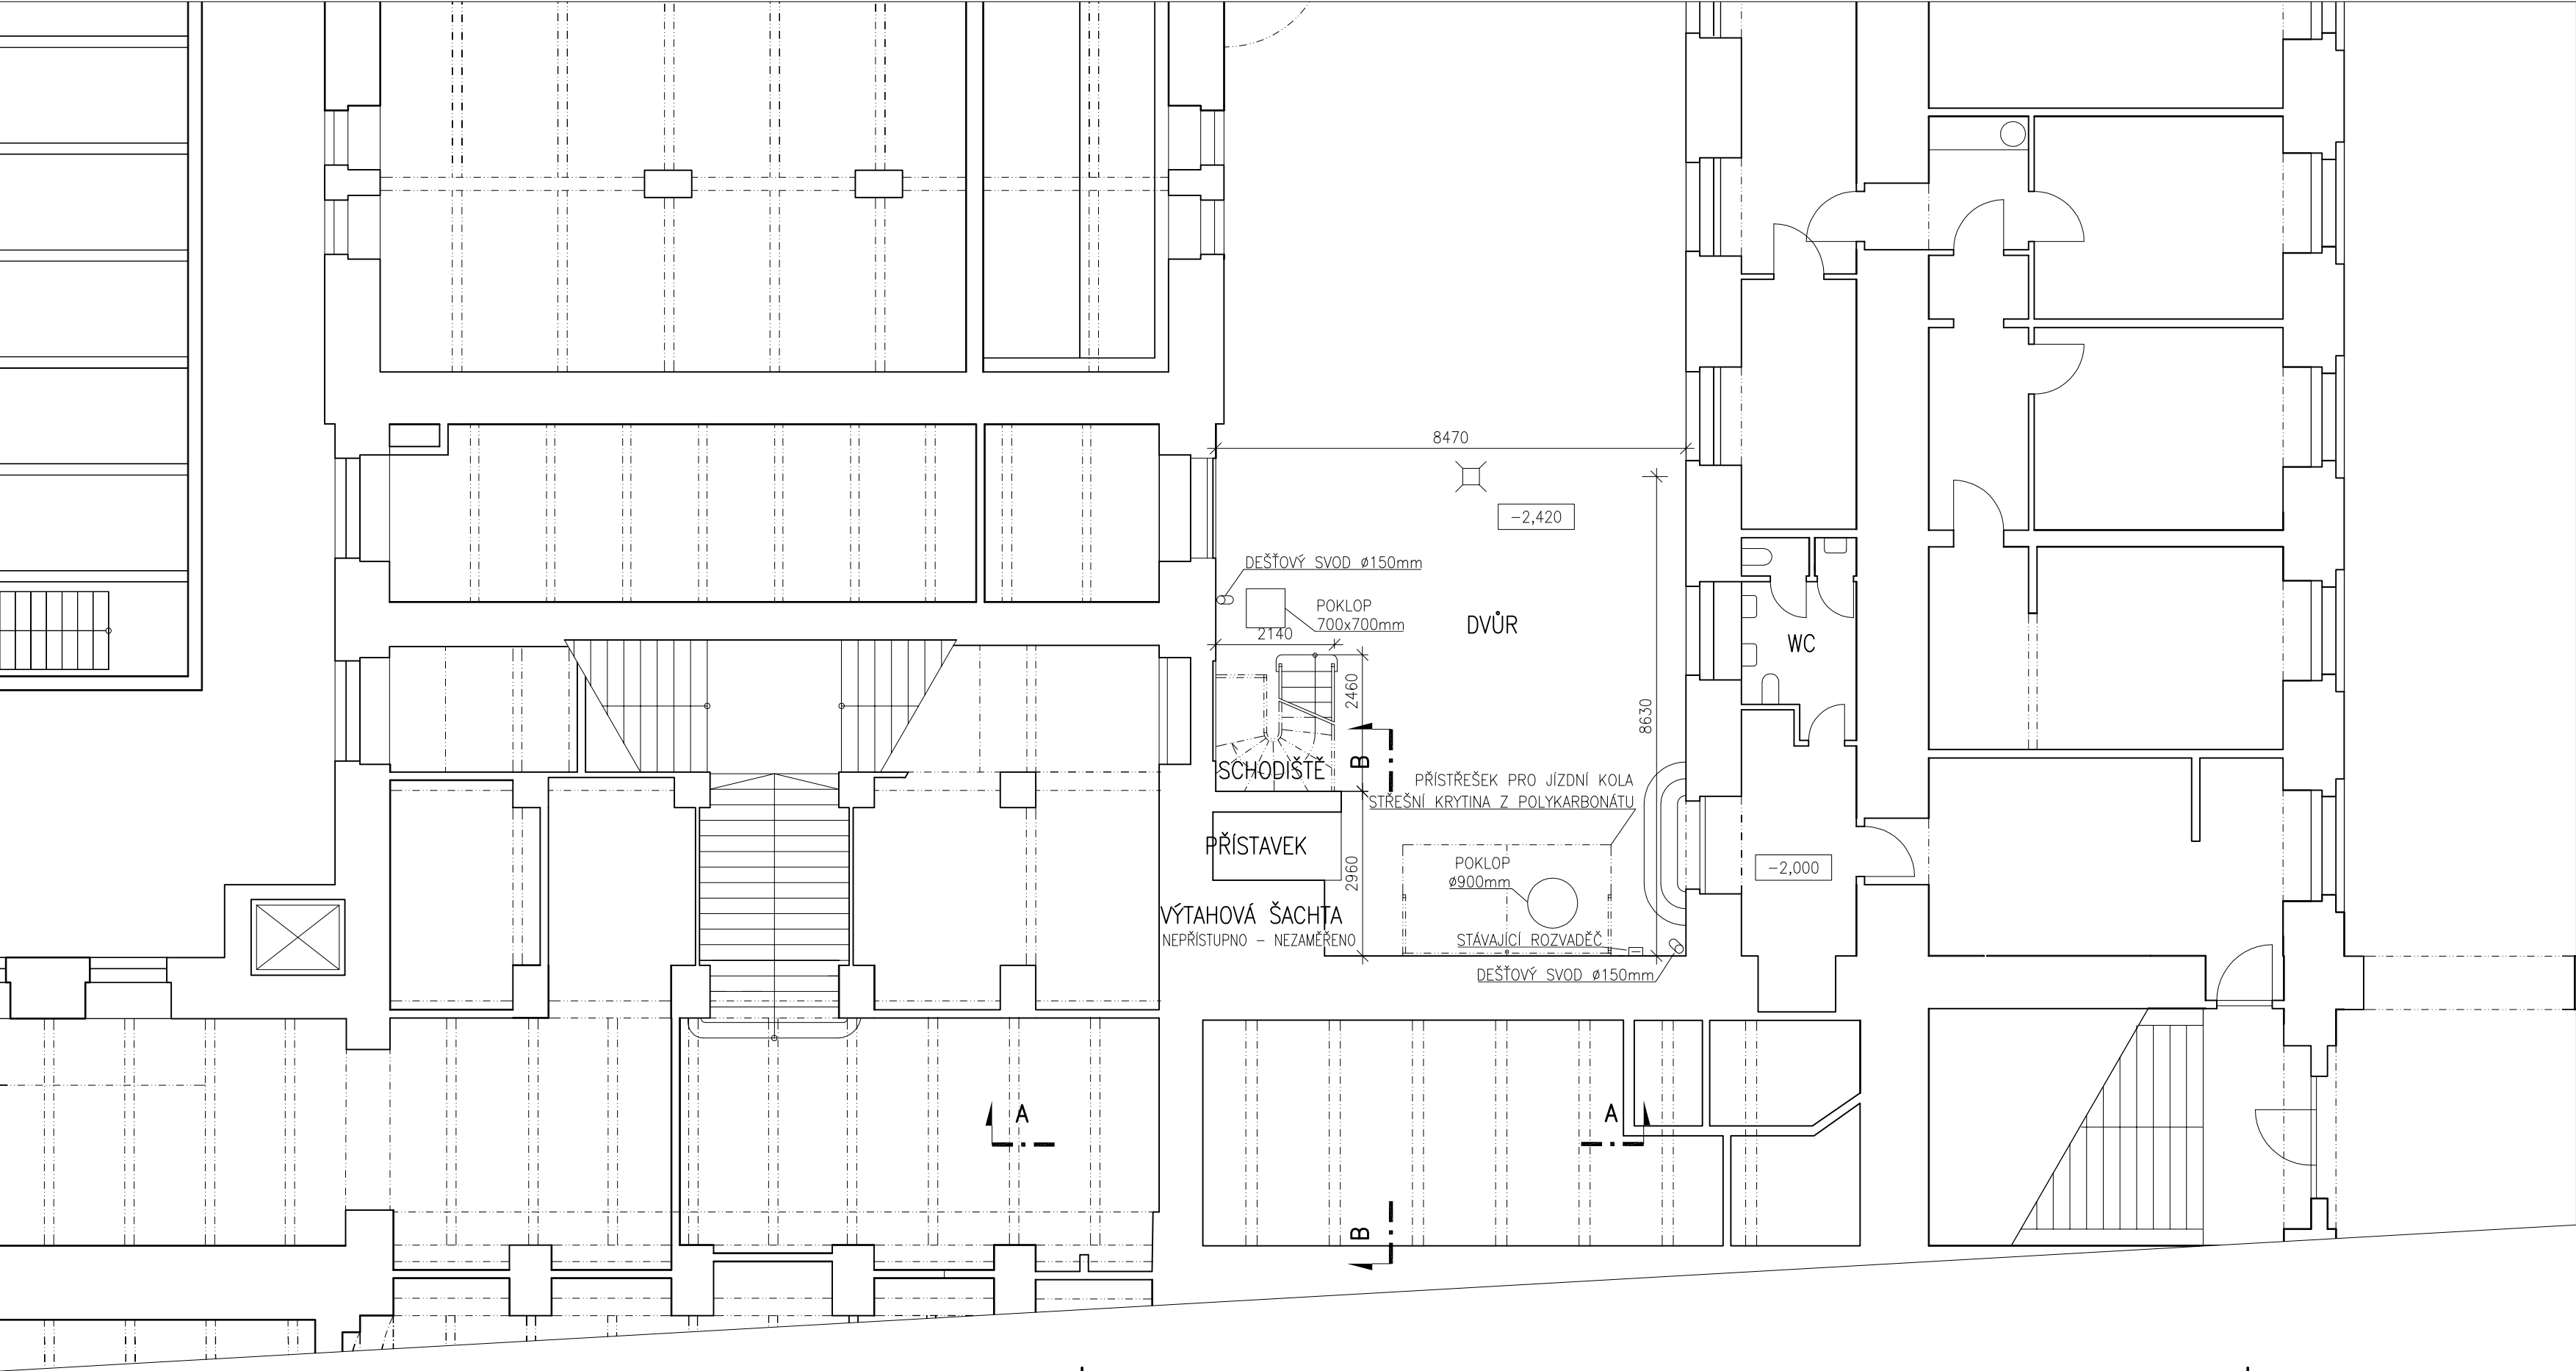 8470
-2,420
DEŠŤOVÝ SVOD ø150mm
POKLOP
700x700mm
2140
DVŮR
WC
2460
8630
B
SCHODIŠTĚ
PŘÍSTŘEŠEK PRO JÍZDNÍ KOLA
STŘEŠNÍ KRYTINA Z POLYKARBONÁTU
PŘÍSTAVEK
2960
POKLOP
ø900mm
-2,000
VÝTAHOVÁ ŠACHTA
NEPŘÍSTUPNO - NEZAMĚŘENO
STÁVAJÍCÍ ROZVADĚČ
DEŠŤOVÝ SVOD ø150mm
A
A
B